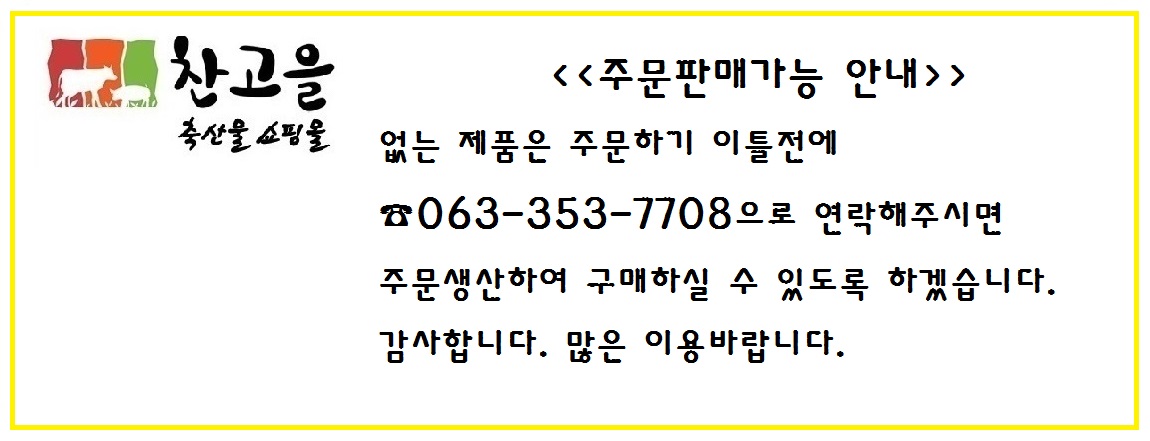 찬고을
축산물 쇼핑몰
<<주문판매가능 안내>>
없는 제품은 주문하기 이틀전에
☎063-353-7708으로 연락해주시면
주문생산하여 구매하실 수 있도록 하겠습니다.
감사합니다. 많은 이용바랍니다.